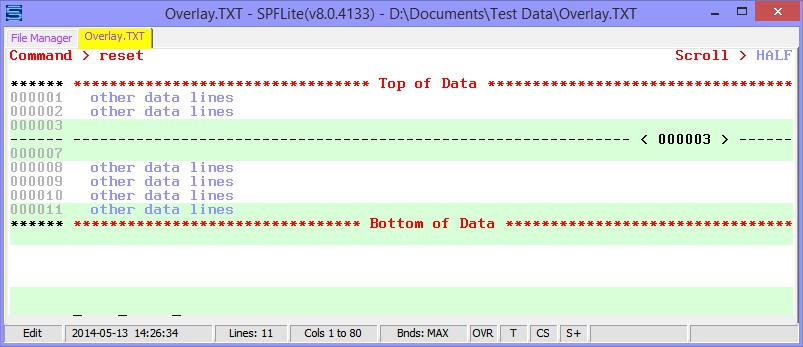 Overlay.TXT - SPFLite(v8.0.4133) - D:\Documents\Test Data\Overlay.TXT
File Manager Overlay.TXT
Command > reset Scroll > HALF
****** ********************************* Top of Data ***********************************
000001 other data lines
000002 other data lines
000003
------ ---------------------------------------------------------------- < 000003 > ------
000007
000008 other data lines
000009 other data lines
000010 other data lines
000011 other data lines
****** ******************************** Bottom of Data *********************************
Edit 2014-05-13 14:26:34 Lines: 11 Cols 1 to 80 Bnds: MAX OVR T CS S+